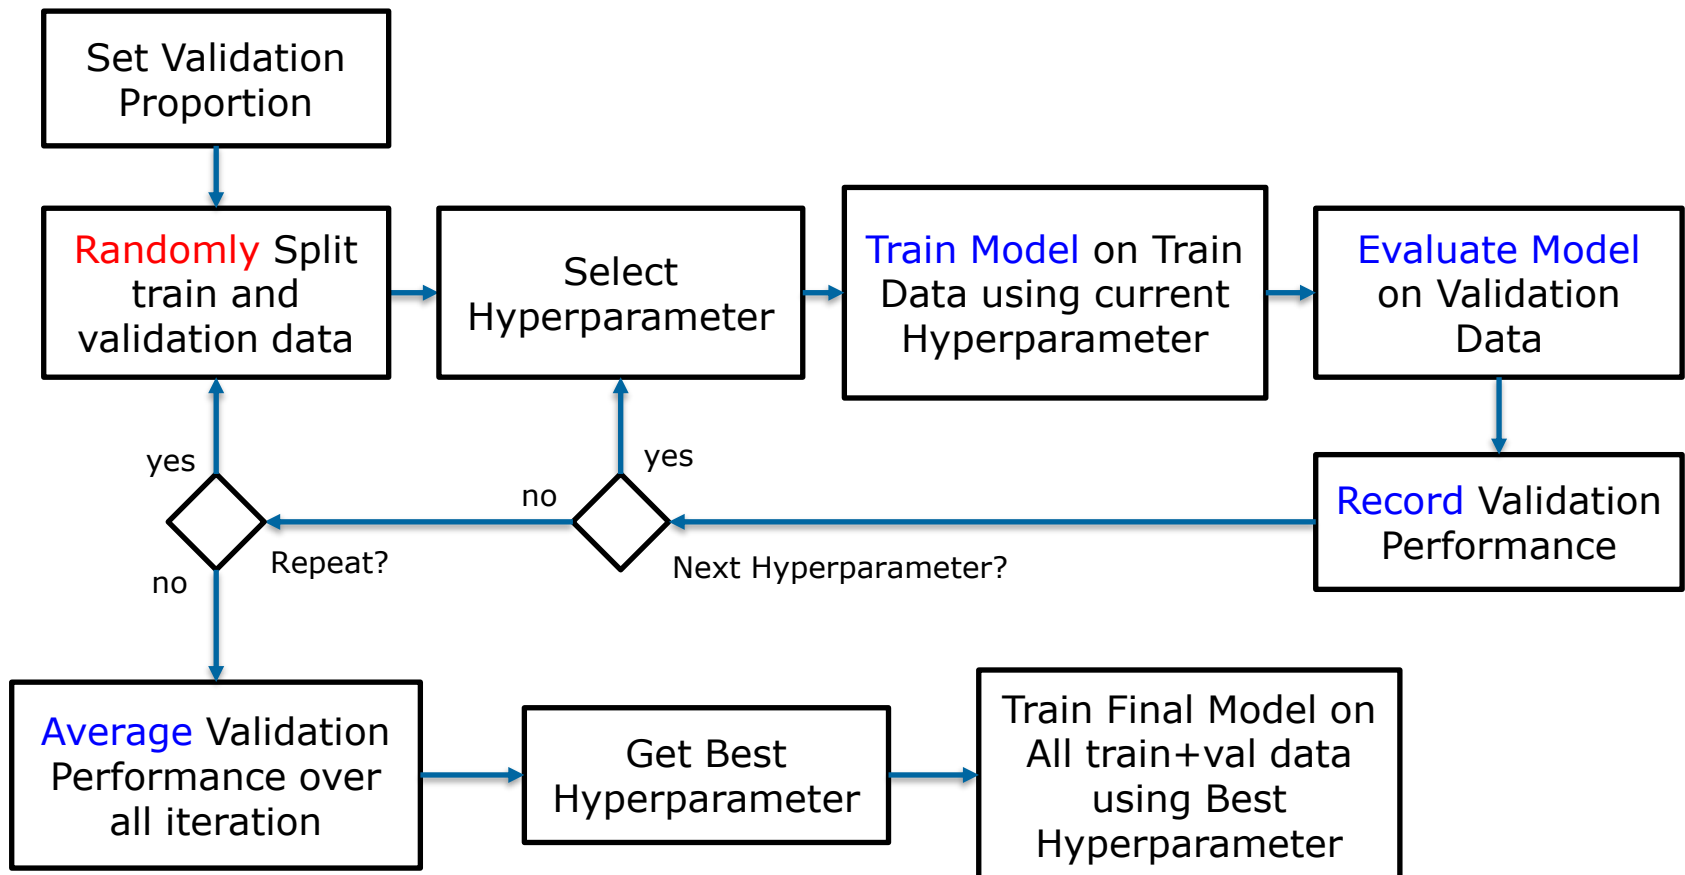 Set Validation
Proportion
Randomly Split
train and
validation data
Select
Hyperparameter
Train Model on Train
Data using current
Hyperparameter
Evaluate Model
on Validation
Data
yes
yes
no
Record Validation
Performance
Repeat?
Next Hyperparameter?
no
Average Validation
Performance over
all iteration
Get Best
Hyperparameter
Train Final Model on
All train+val data
using Best
Hyperparameter